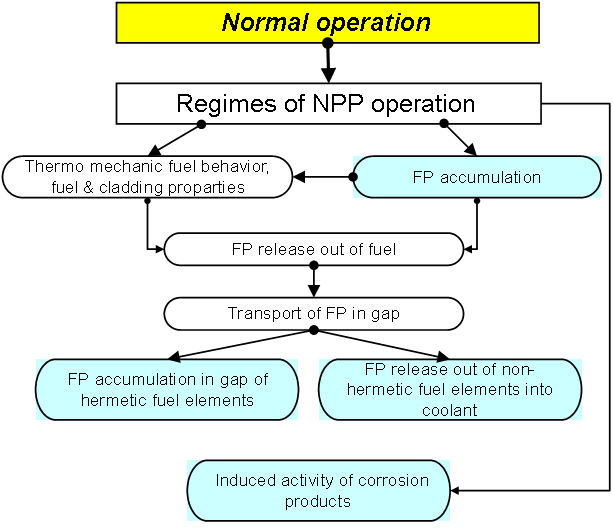 Normal operation
Regimes of NPP operation
Thermo mechanic fuel behavior,
fuel & cladding proparties
FP accumulation
FP release out of fuel
Transport of FP in gap
FP accumulation in gap of
hermetic fuel elements
FP release out of non-
hermetic fuel elements into
coolant
Induced activity of corrosion
products